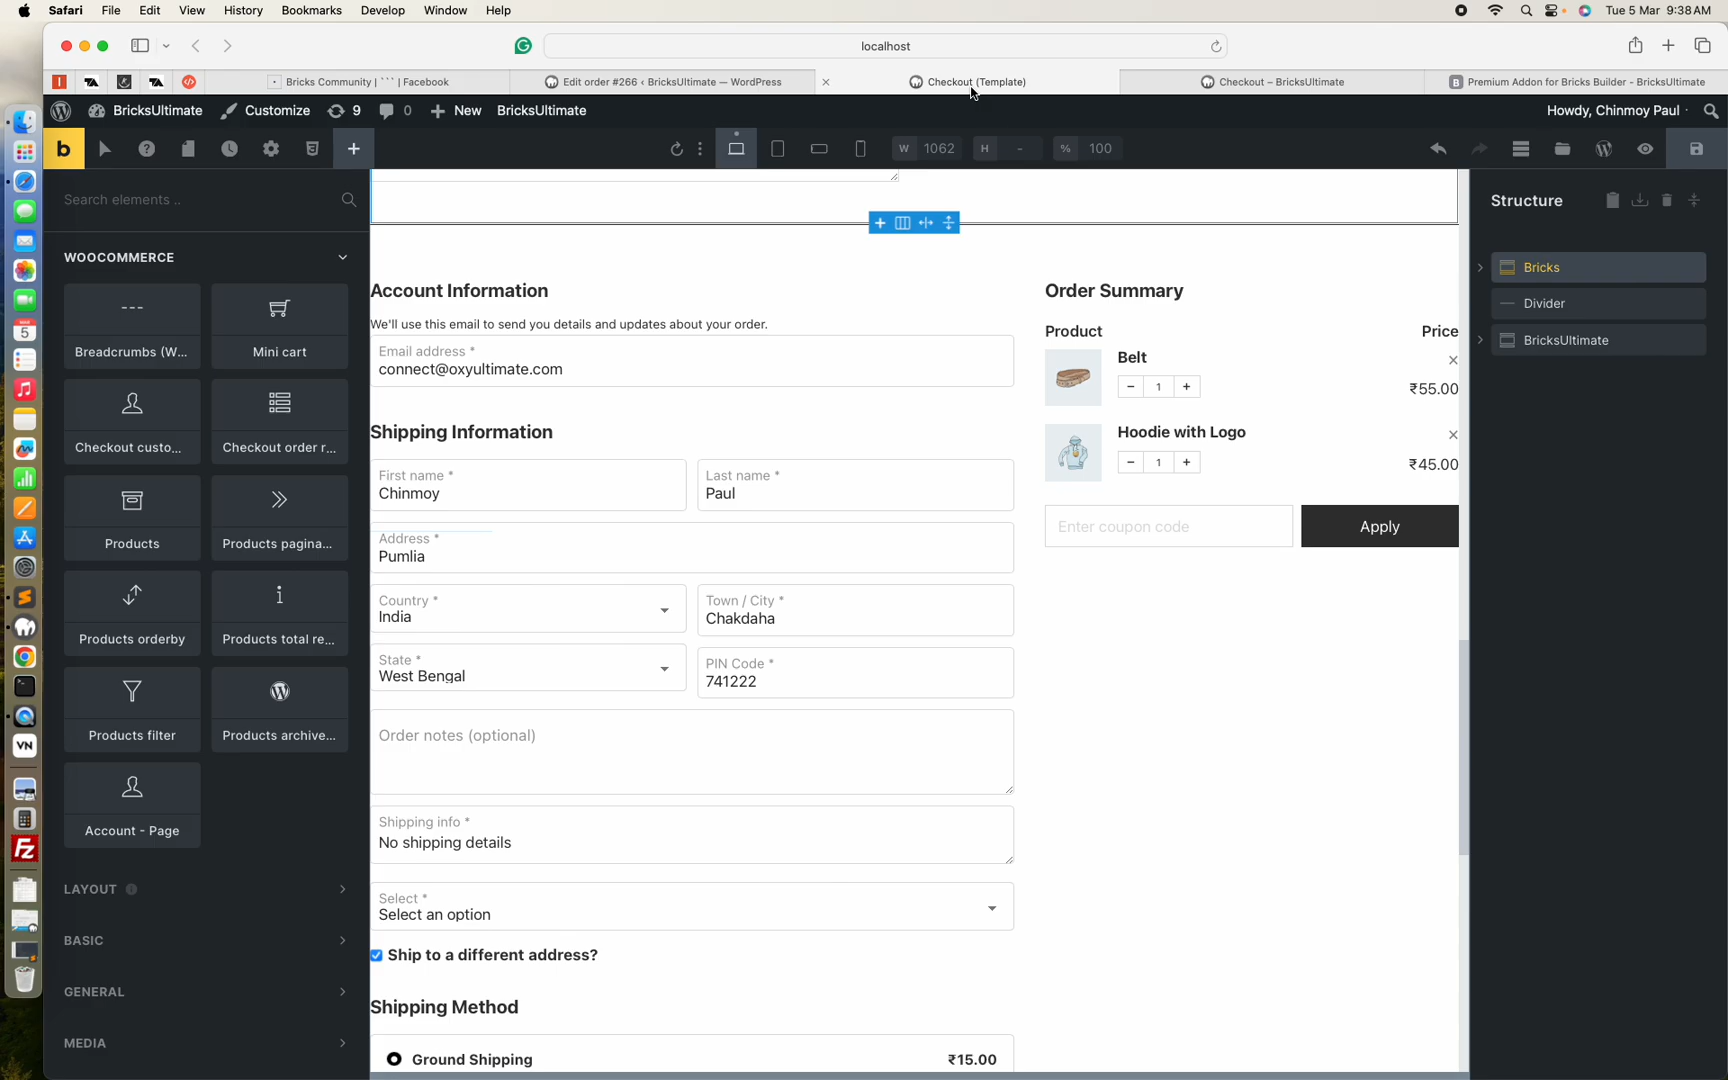 Safari File Edit View History Bookmarks Develop Window Help Tue 5 Mar 9:38 AM
localhost
Bricks Community | ``` | Facebook Edit order #266 ‹ BricksUltimate — WordPress Checkout (Template) Checkout – BricksUltimate Premium Addon for Bricks Builder - BricksUltimate
BricksUltimate Customize 9 0 New BricksUltimate Howdy, Chinmoy Paul
b W 1062 H - % 100
Search elements ..
Structure
WOOCOMMERCE
Breadcrumbs (W...
Mini cart
Checkout custo...
Checkout order r...
Products
Products pagina...
Products orderby
Products total re...
Products filter
Products archive...
Account - Page
LAYOUT
BASIC
GENERAL
MEDIA
Account Information
We'll use this email to send you details and updates about your order.
Email address *
connect@oxyultimate.com
Shipping Information
First name *
Chinmoy
Last name *
Paul
Address *
Pumlia
Country *
India
Town / City *
Chakdaha
State *
West Bengal
PIN Code *
741222
Order notes (optional)
Shipping info *
No shipping details
Select *
Select an option
Ship to a different address?
Shipping Method
Ground Shipping ₹15.00
Order Summary
Product Price
Belt
1
₹55.00
Hoodie with Logo
1
₹45.00
Enter coupon code Apply
Bricks
Divider
BricksUltimate